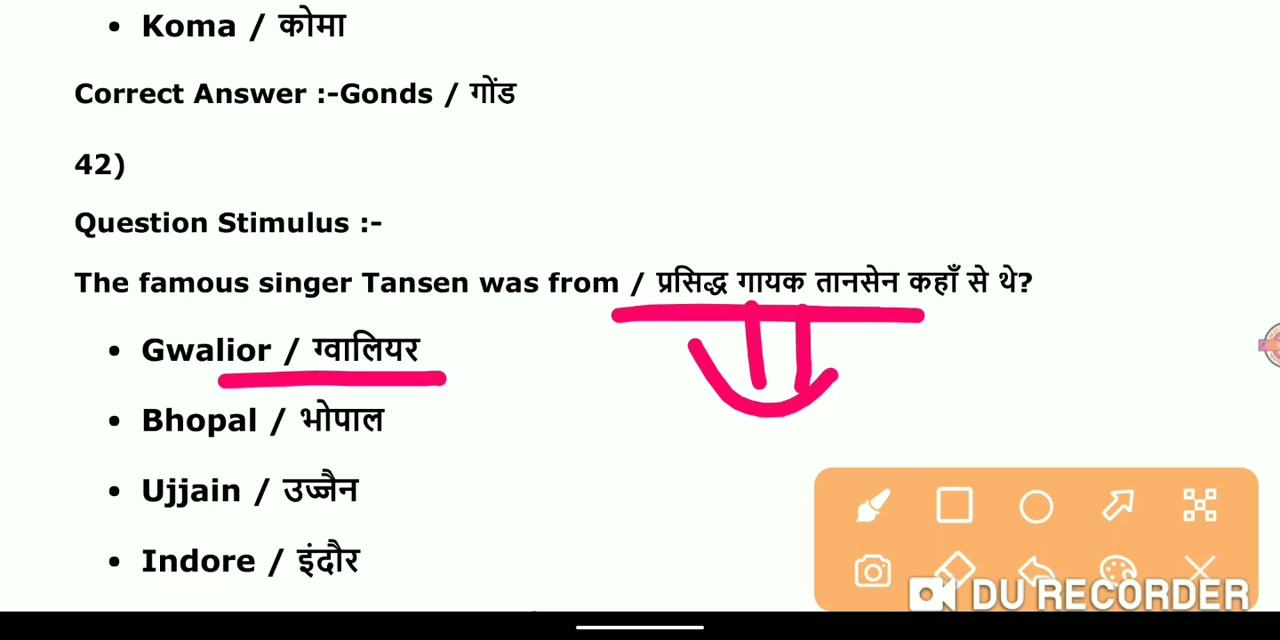 • Koma / कोमा
Correct Answer :-Gonds / गोंड
42)
Question Stimulus :-
The famous singer Tansen was from / प्रसिद्ध गायक तानसेन कहाँ से थे?
• Gwalior / ग्वालियर
• Bhopal / भोपाल
• Ujjain / उज्जैन
• Indore / इंदौर
DU RECORDER